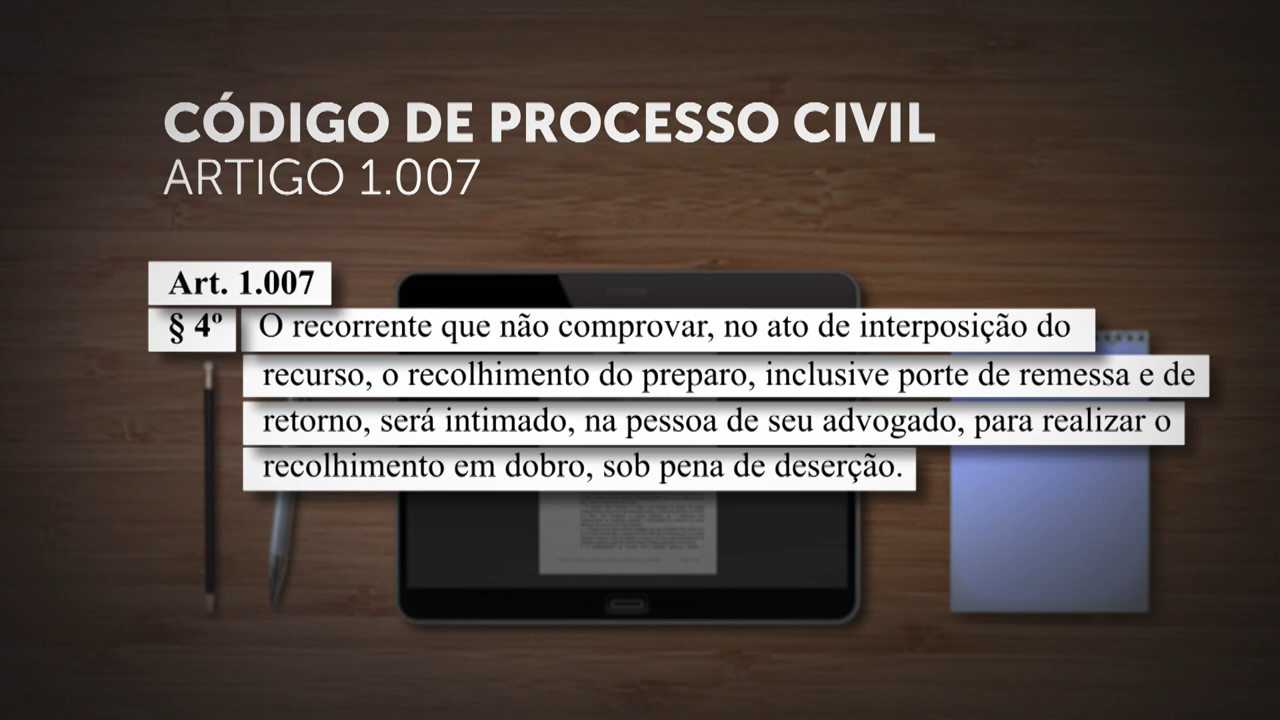 CÓDIGO DE PROCESSO CIVIL
ARTIGO 1.007
Art. 1.007
§ 4º O recorrente que não comprovar, no ato de interposição do
recurso, o recolhimento do preparo, inclusive porte de remessa e de
retorno, será intimado, na pessoa de seu advogado, para realizar o
recolhimento em dobro, sob pena de deserção.